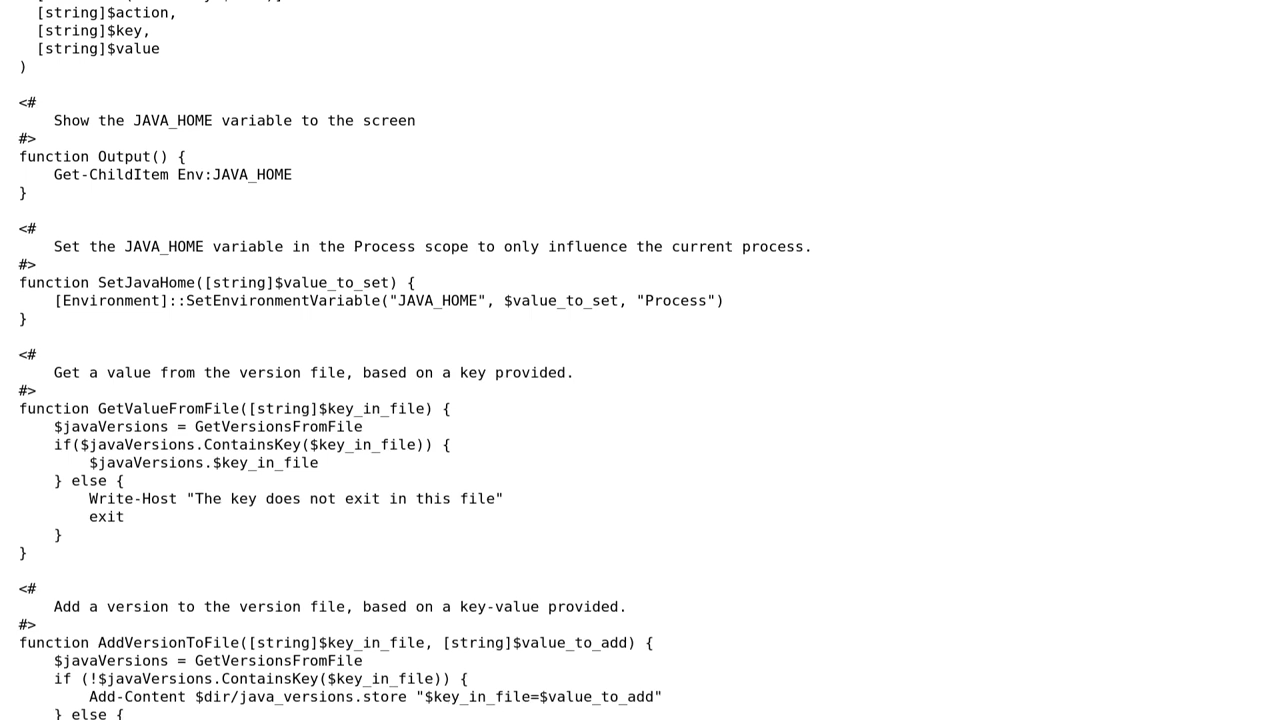 [string]$action,
[string]$key,
[string]$value
)
<#
Show the JAVA_HOME variable to the screen
#>
function Output() {
Get-ChildItem Env:JAVA_HOME
}
<#
Set the JAVA_HOME variable in the Process scope to only influence the current process.
#>
function SetJavaHome([string]$value_to_set) {
[Environment]::SetEnvironmentVariable("JAVA_HOME", $value_to_set, "Process")
}
<#
Get a value from the version file, based on a key provided.
#>
function GetValueFromFile([string]$key_in_file) {
$javaVersions = GetVersionsFromFile
if($javaVersions.ContainsKey($key_in_file)) {
$javaVersions.$key_in_file
} else {
Write-Host "The key does not exit in this file"
exit
}
}
<#
Add a version to the version file, based on a key-value provided.
#>
function AddVersionToFile([string]$key_in_file, [string]$value_to_add) {
$javaVersions = GetVersionsFromFile
if (!$javaVersions.ContainsKey($key_in_file)) {
Add-Content $dir/java_versions.store "$key_in_file=$value_to_add"
} else {